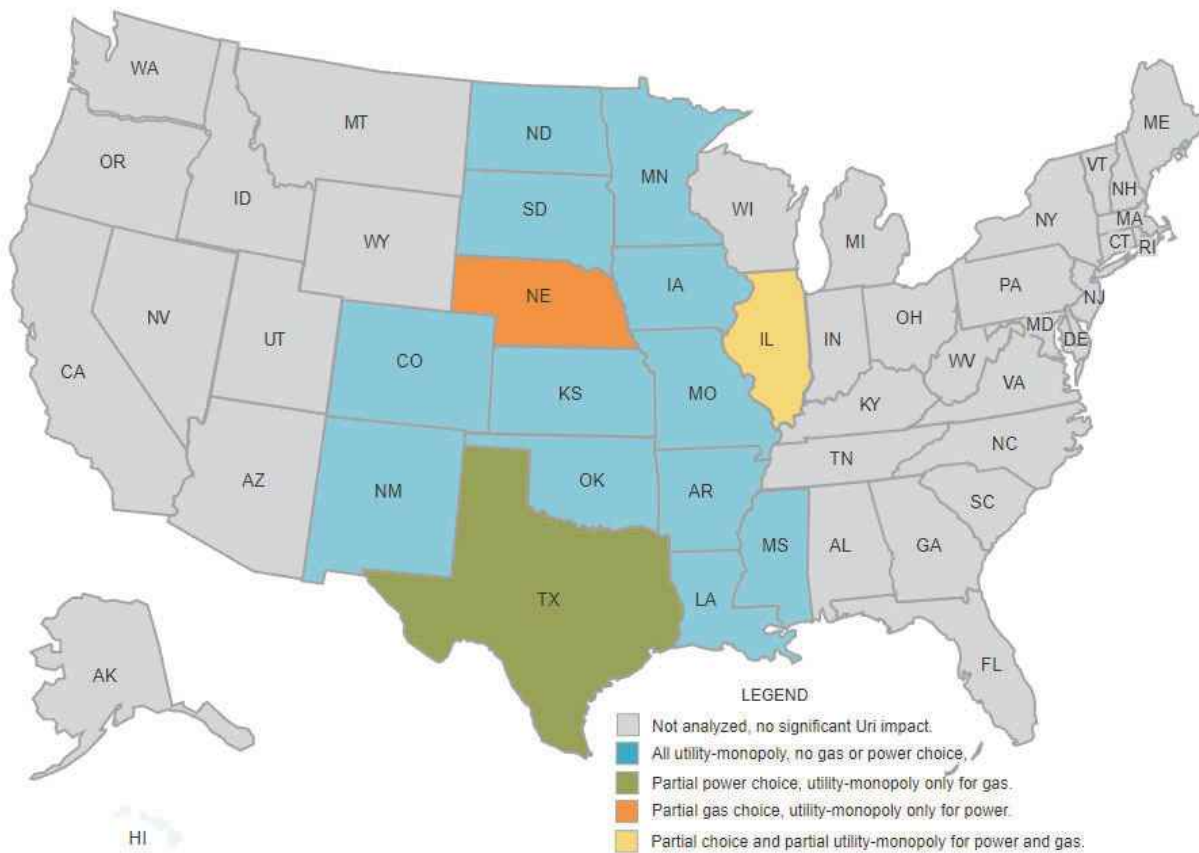 WA
MT
ND
MN
ME
OR
ID
SD
WI
VT
NH
WY
MI
NY
MA
CT
RI
IA
NE
PA
NJ
NV
UT
OH
MD
DE
IL
IN
CA
CO
WV
VA
KS
MO
KY
NC
AZ
TN
NM
OK
AR
SC
MS
AL
GA
TX
LA
FL
AK
HI
LEGEND
Not analyzed, no significant Uri impact.
All utility-monopoly, no gas or power choice,
Partial power choice, utility-monopoly only for gas.
Partial gas choice, utility-monopoly only for power.
Partial choice and partial utility-monopoly for power and gas.